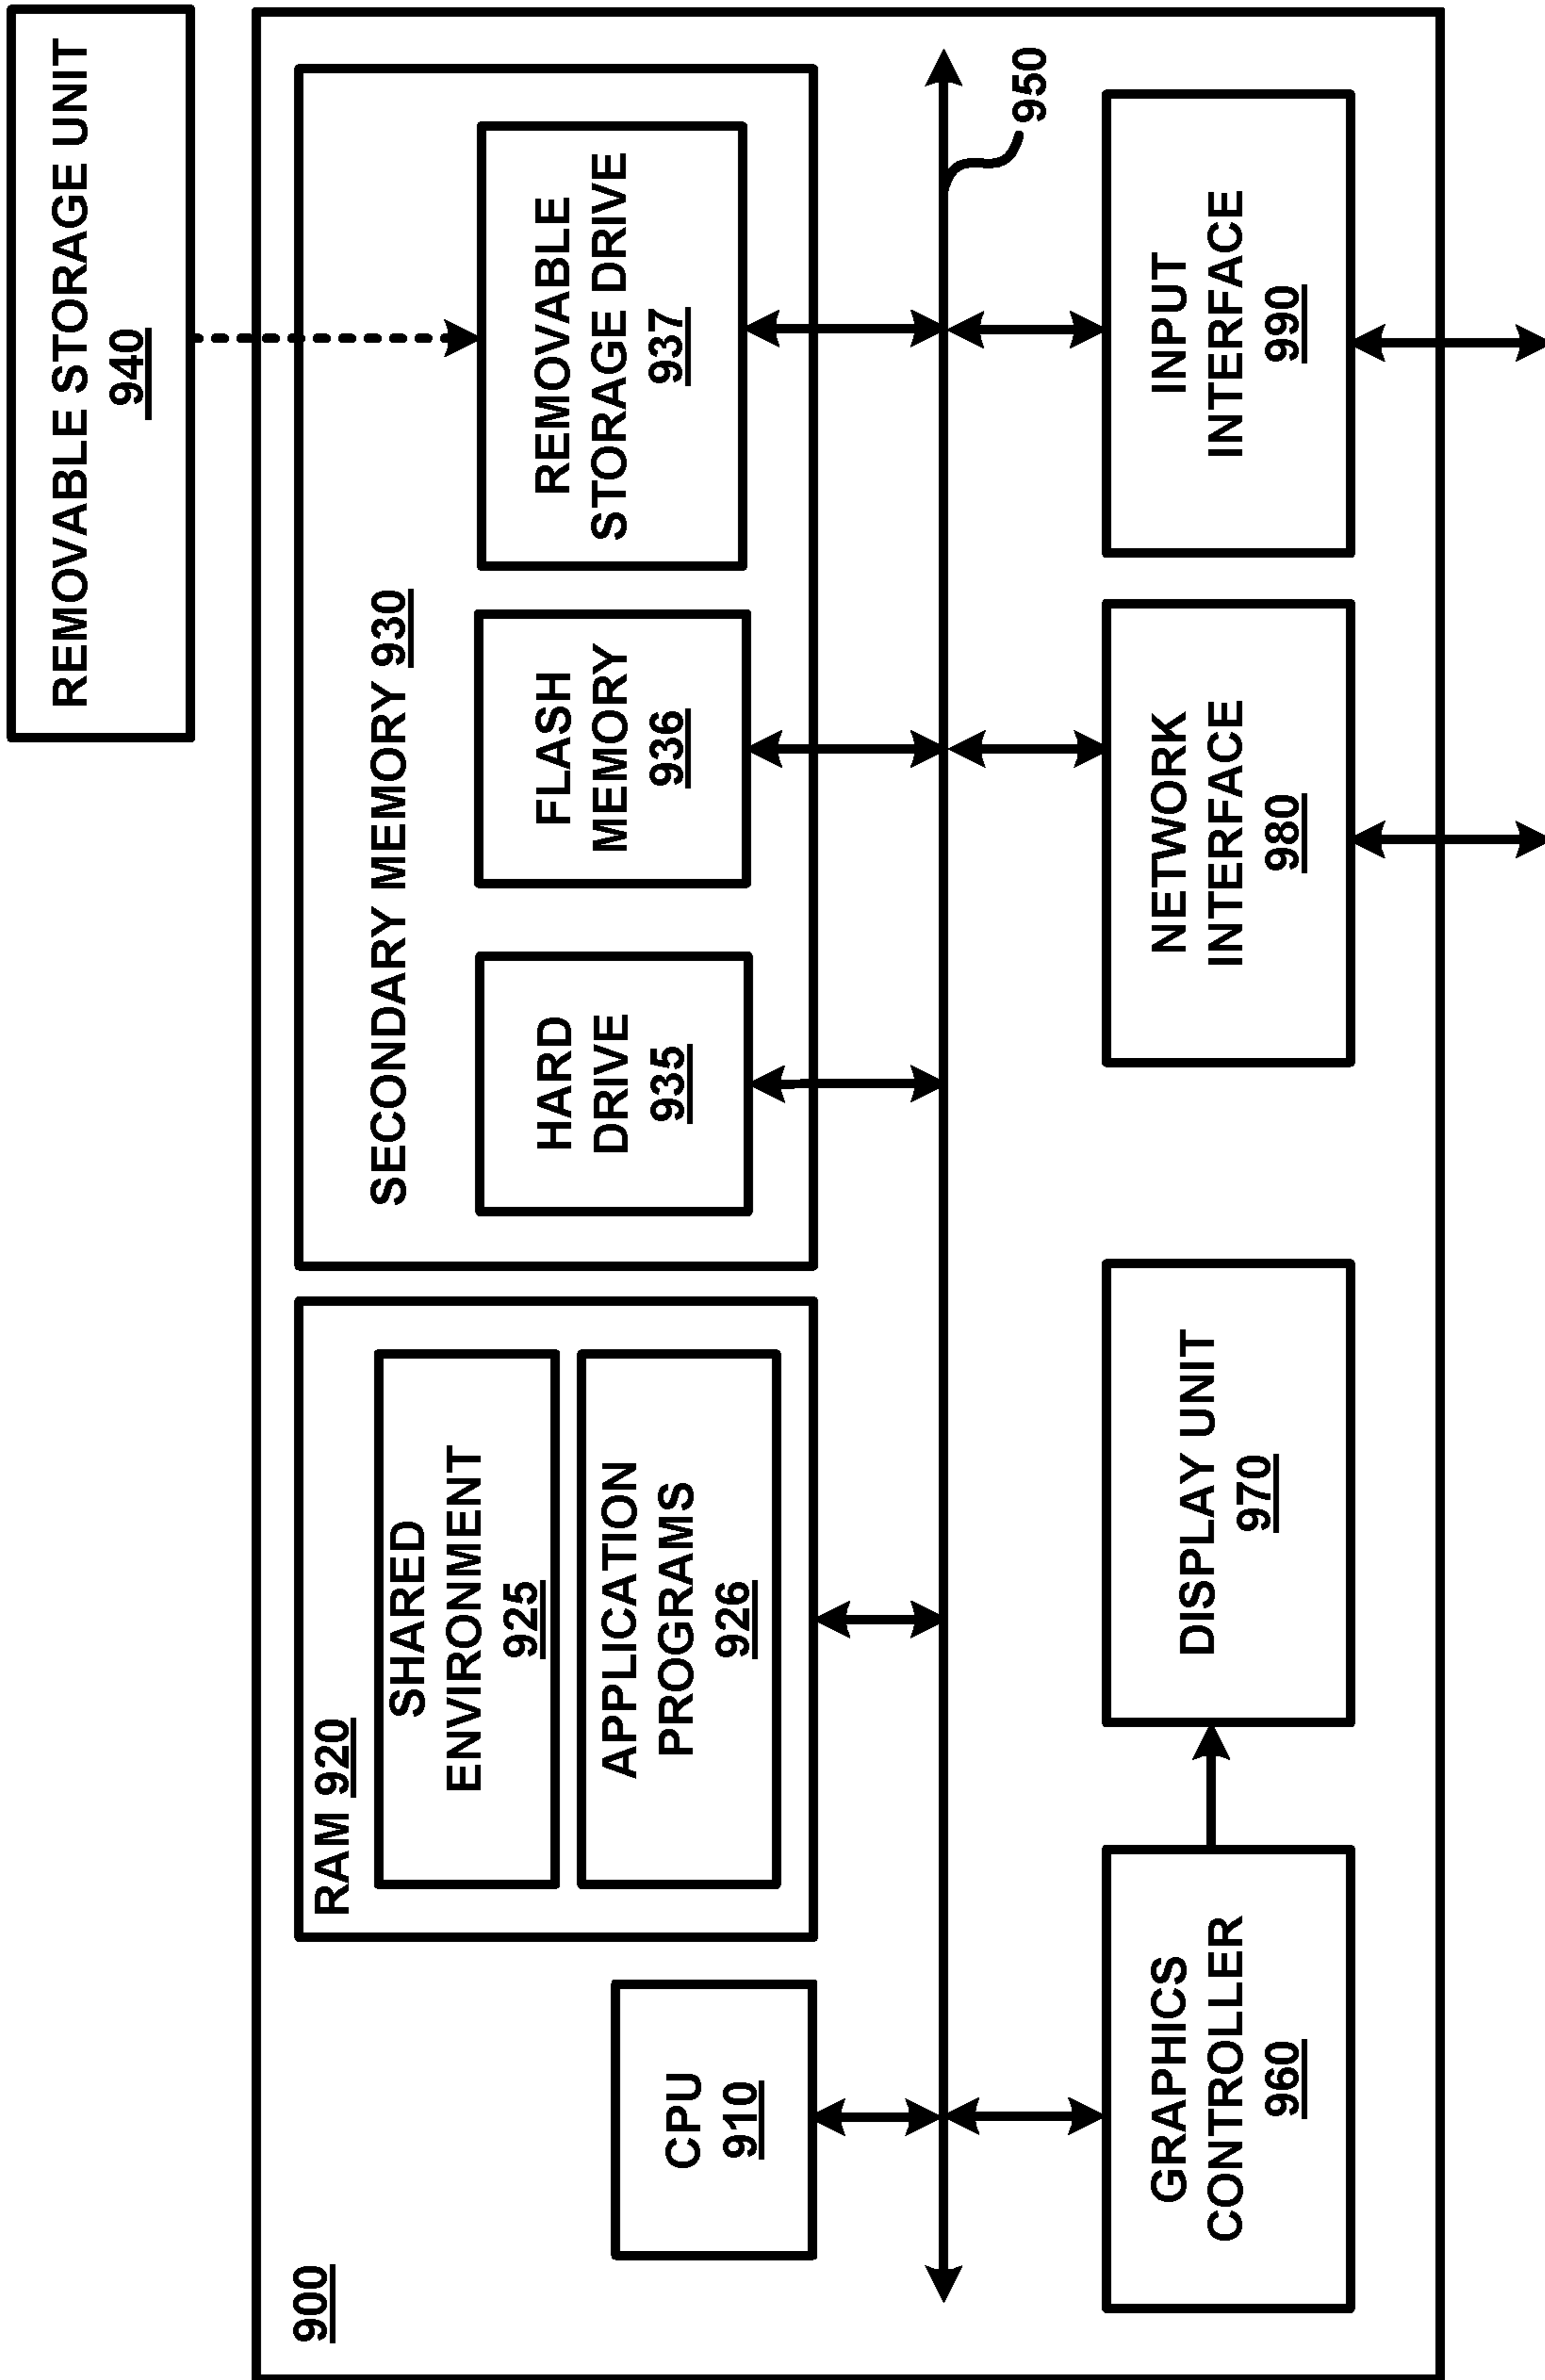 REMOVABLE STORAGE UNIT
940
900
RAM 920
SHARED
ENVIRONMENT
925
APPLICATION
PROGRAMS
926
SECONDARY MEMORY 930
HARD
DRIVE
935
FLASH
MEMORY
936
REMOVABLE
STORAGE DRIVE
937
CPU
910
950
GRAPHICS
CONTROLLER
960
DISPLAY UNIT
970
NETWORK
INTERFACE
980
INPUT
INTERFACE
990